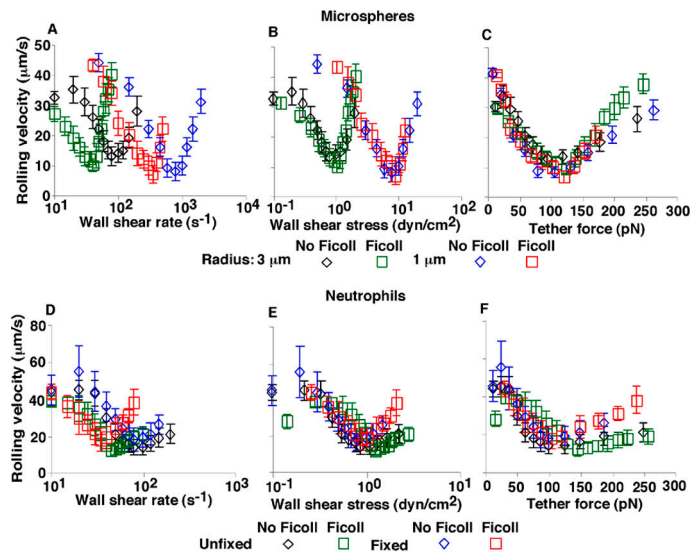 Microspheres
A
B
C
Rolling velocity (μm/s)
50
40
30
20
10
0
10¹ 10² 10³ 10⁴
Wall shear rate (s⁻¹)
10⁻¹ 10⁰ 10¹ 10²
Wall shear stress (dyn/cm²)
0 50 100 150 200 250 300
Tether force (pN)
No Ficoll Ficoll No Ficoll Ficoll
Radius: 3 μm 1 μm
Neutrophils
D
E
F
Rolling velocity (μm/s)
80
60
40
20
0
10¹ 10² 10³
Wall shear rate (s⁻¹)
10⁻¹ 10⁰ 10¹
Wall shear stress (dyn/cm²)
0 50 100 150 200 250 300
Tether force (pN)
No Ficoll Ficoll No Ficoll Ficoll
Unfixed Fixed